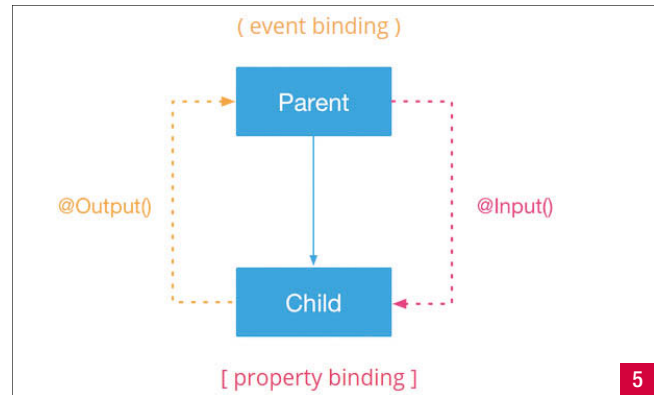 ( event binding )
Parent
@Output()
@Input()
Child
[ property binding ]
5